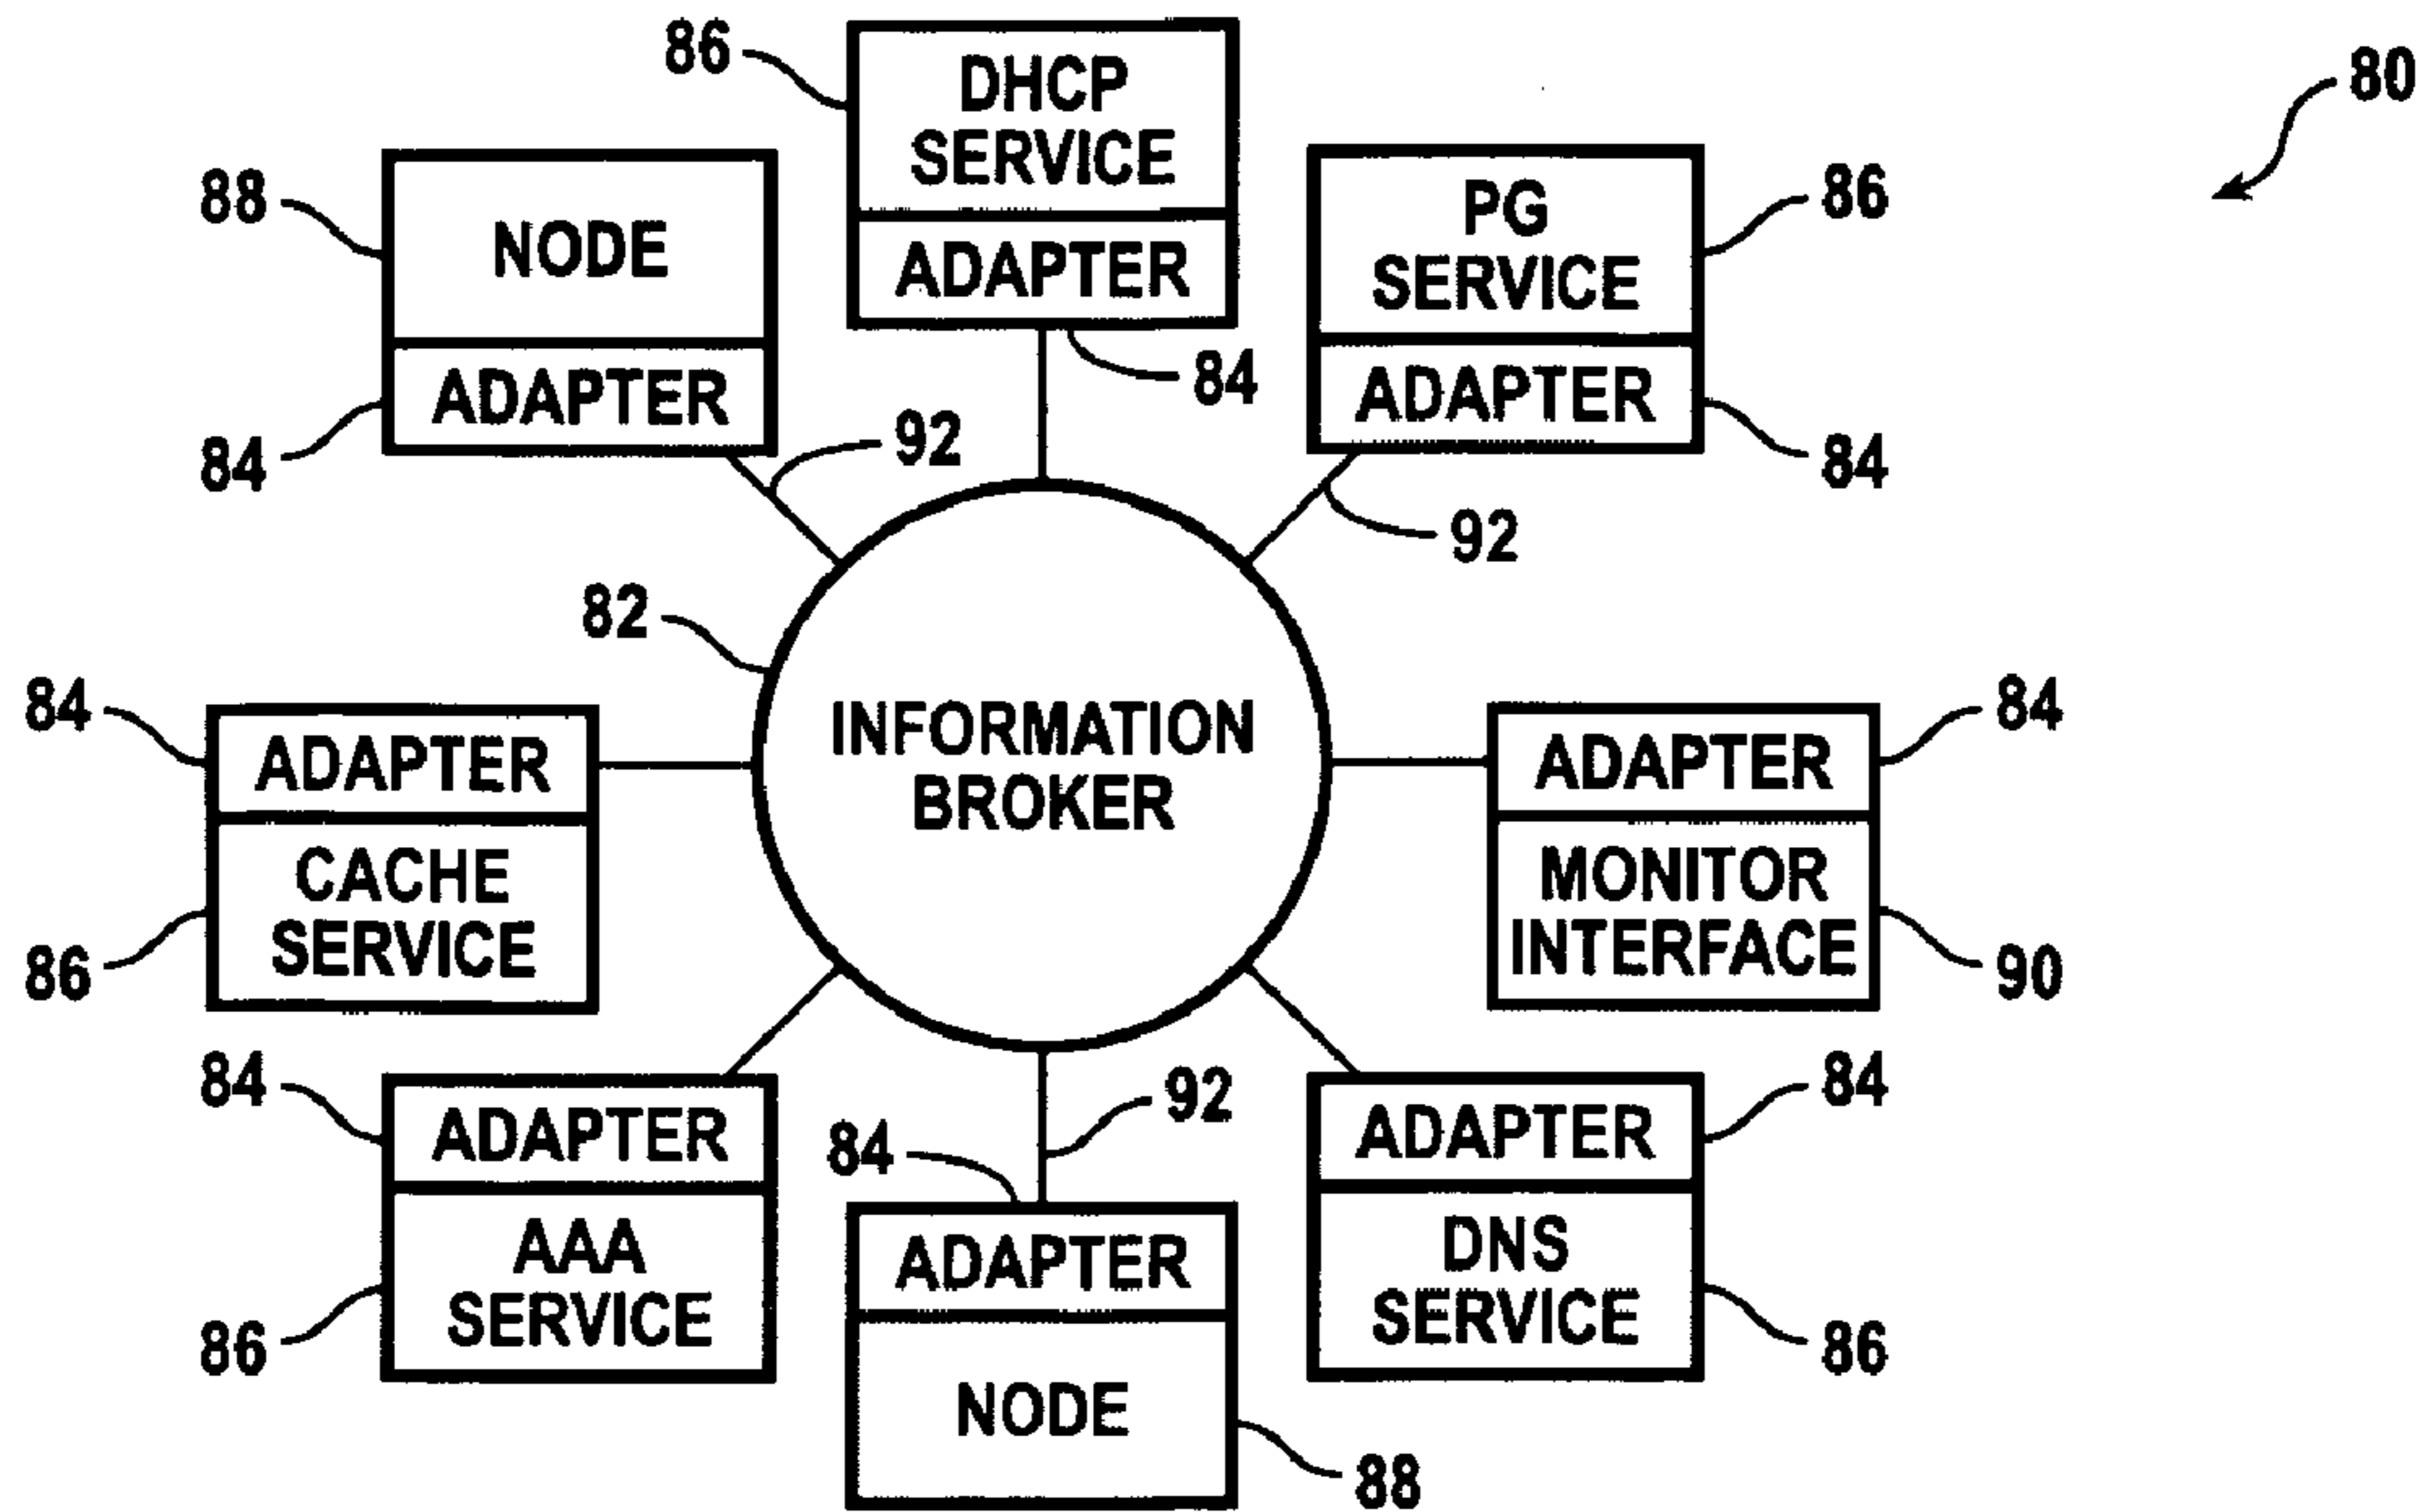 86
DHCP
SERVICE
ADAPTER
84
80
88
NODE
ADAPTER
84
92
PG
SERVICE
86
ADAPTER
84
92
82
INFORMATION
BROKER
84
ADAPTER
CACHE
SERVICE
86
ADAPTER
84
MONITOR
INTERFACE
90
84
ADAPTER
AAA
SERVICE
86
92
84
ADAPTER
NODE
88
ADAPTER
84
DNS
SERVICE
86